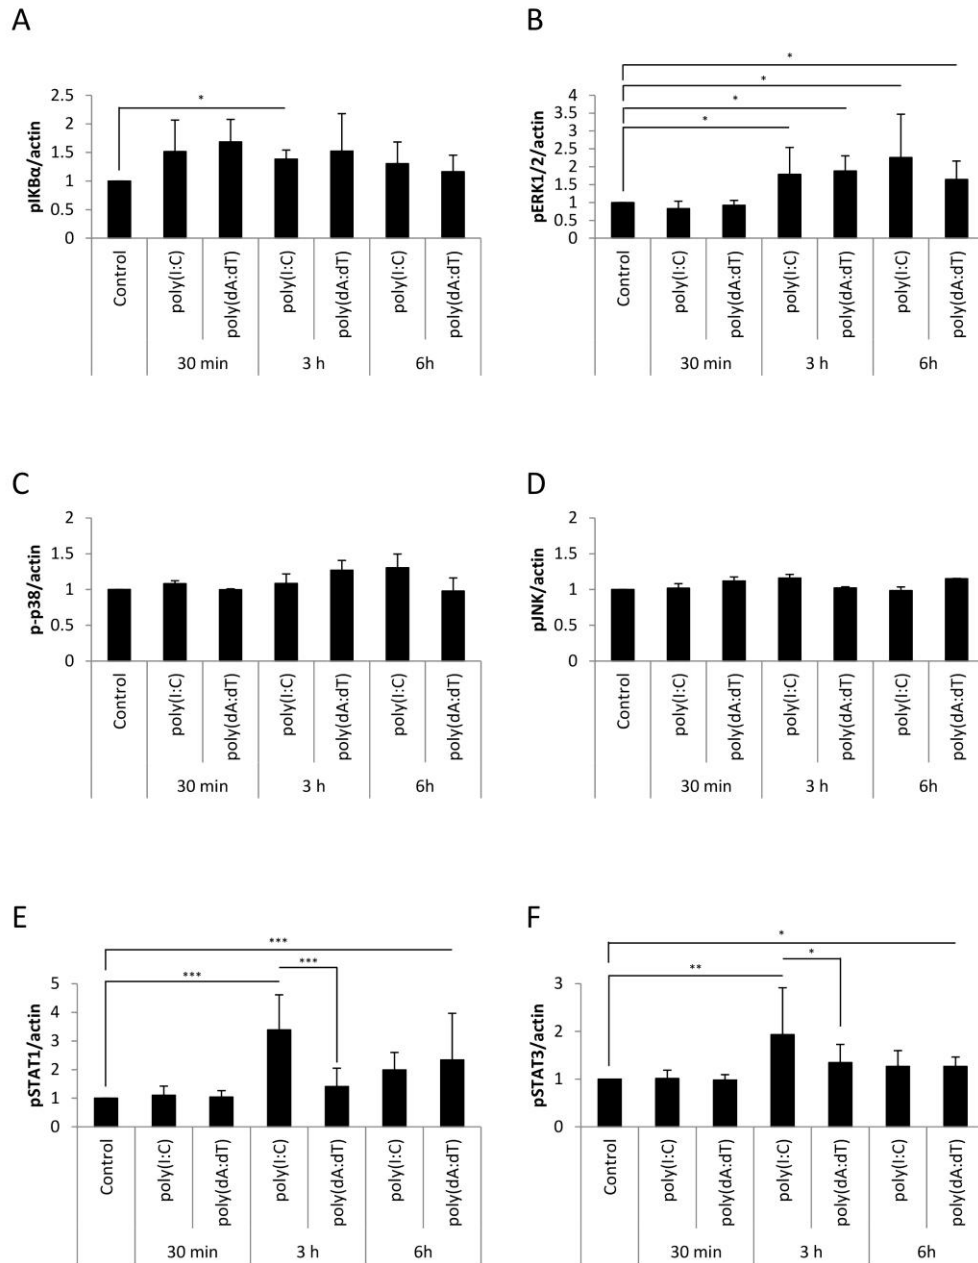 A
*
2.5
2
1.5
1
0.5
0
pIKBα/actin
Control
poly(I:C)
poly(dA:dT)
poly(I:C)
poly(dA:dT)
poly(I:C)
poly(dA:dT)
30 min
3 h
6h
B
*
*
*
*
4
3.5
3
2.5
2
1.5
1
0.5
0
pERK1/2/actin
Control
poly(I:C)
poly(dA:dT)
poly(I:C)
poly(dA:dT)
poly(I:C)
poly(dA:dT)
30 min
3 h
6h
C
2
1.5
1
0.5
0
p-p38/actin
Control
poly(I:C)
poly(dA:dT)
poly(I:C)
poly(dA:dT)
poly(I:C)
poly(dA:dT)
30 min
3 h
6h
D
2
1.5
1
0.5
0
pJNK/actin
Control
poly(I:C)
poly(dA:dT)
poly(I:C)
poly(dA:dT)
poly(I:C)
poly(dA:dT)
30 min
3 h
6h
E
***
***
***
5
4
3
2
1
0
pSTAT1/actin
Control
poly(I:C)
poly(dA:dT)
poly(I:C)
poly(dA:dT)
poly(I:C)
poly(dA:dT)
30 min
3 h
6h
F
*
*
**
3
2
1
0
pSTAT3/actin
Control
poly(I:C)
poly(dA:dT)
poly(I:C)
poly(dA:dT)
poly(I:C)
poly(dA:dT)
30 min
3 h
6h